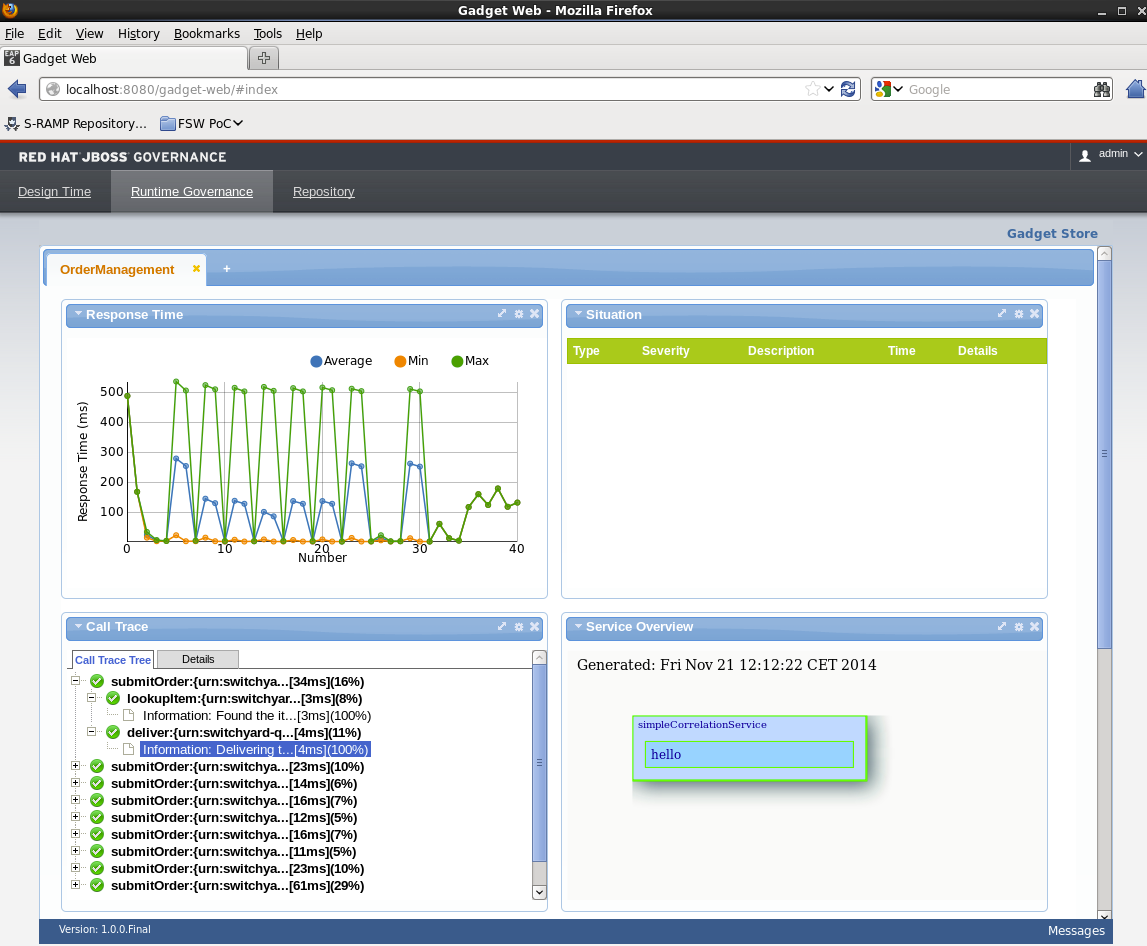 Gadget Web - Mozilla Firefox
File Edit View History Bookmarks Tools Help
EAP 6 Gadget Web
localhost:8080/gadget-web/#index
Google
S-RAMP Repository... FSW PoC
RED HAT JBOSS GOVERNANCE
admin
Design Time Runtime Governance Repository
Gadget Store
OrderManagement × +
Response Time
Average Min Max
Response Time (ms)
500
400
300
200
100
0 10 20 30 40
Number
Situation
Type Severity Description Time Details
Call Trace
Call Trace Tree Details
submitOrder:{urn:switchya...[34ms](16%)
lookupItem:{urn:switchyar...[3ms](8%)
Information: Found the it...[3ms](100%)
deliver:{urn:switchyard-q...[4ms](11%)
Information: Delivering t...[4ms](100%)
submitOrder:{urn:switchya...[23ms](10%)
submitOrder:{urn:switchya...[14ms](6%)
submitOrder:{urn:switchya...[16ms](7%)
submitOrder:{urn:switchya...[12ms](5%)
submitOrder:{urn:switchya...[16ms](7%)
submitOrder:{urn:switchya...[11ms](5%)
submitOrder:{urn:switchya...[23ms](10%)
submitOrder:{urn:switchya...[61ms](29%)
Service Overview
Generated: Fri Nov 21 12:12:22 CET 2014
simpleCorrelationService
hello
Version: 1.0.0.Final
Messages